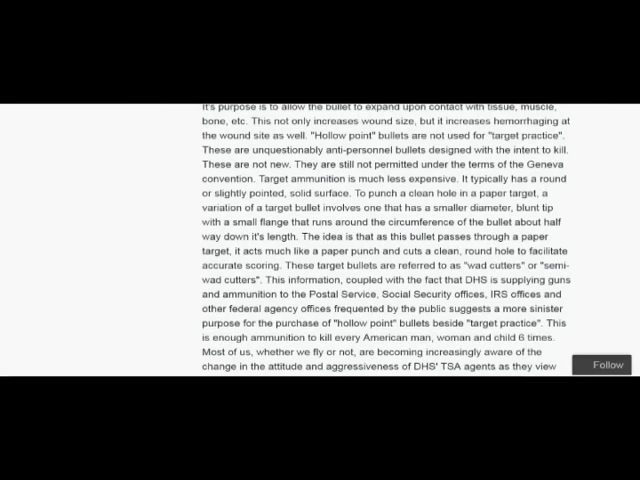 It's purpose is to allow the bullet to expand upon contact with tissue, muscle,
bone, etc. This not only increases wound size, but it increases hemorrhaging at
the wound site as well. "Hollow point" bullets are not used for "target practice".
These are unquestionably anti-personnel bullets designed with the intent to kill.
These are not new. They are still not permitted under the terms of the Geneva
convention. Target ammunition is much less expensive. It typically has a round
or slightly pointed, solid surface. To punch a clean hole in a paper target, a
variation of a target bullet involves one that has a smaller diameter, blunt tip
with a small flange that runs around the circumference of the bullet about half
way down it's length. The idea is that as this bullet passes through a paper
target, it acts much like a paper punch and cuts a clean, round hole to facilitate
accurate scoring. These target bullets are referred to as "wad cutters" or "semi-
wad cutters". This information, coupled with the fact that DHS is supplying guns
and ammunition to the Postal Service, Social Security offices, IRS offices and
other federal agency offices frequented by the public suggests a more sinister
purpose for the purchase of "hollow point" bullets beside "target practice". This
is enough ammunition to kill every American man, woman and child 6 times.
Most of us, whether we fly or not, are becoming increasingly aware of the
change in the attitude and aggressiveness of DHS' TSA agents as they view
Follow